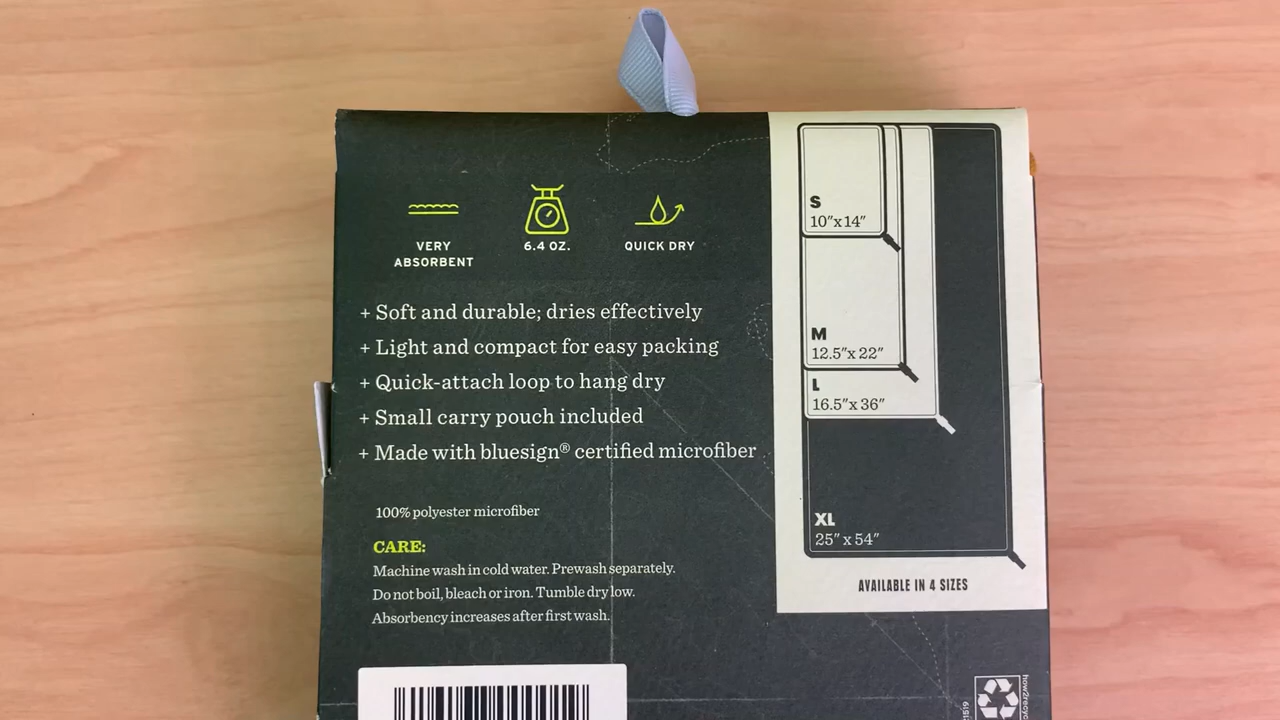 VERY
ABSORBENT
6.4 OZ.
QUICK DRY
+ Soft and durable; dries effectively
+ Light and compact for easy packing
+ Quick-attach loop to hang dry
+ Small carry pouch included
+ Made with bluesign® certified microfiber
100% polyester microfiber
CARE:
Machine wash in cold water. Prewash separately.
Do not boil, bleach or iron. Tumble dry low.
Absorbency increases after first wash.
S
10"x14"
M
12.5"x 22"
L
16.5"x 36"
XL
25" x 54"
AVAILABLE IN 4 SIZES